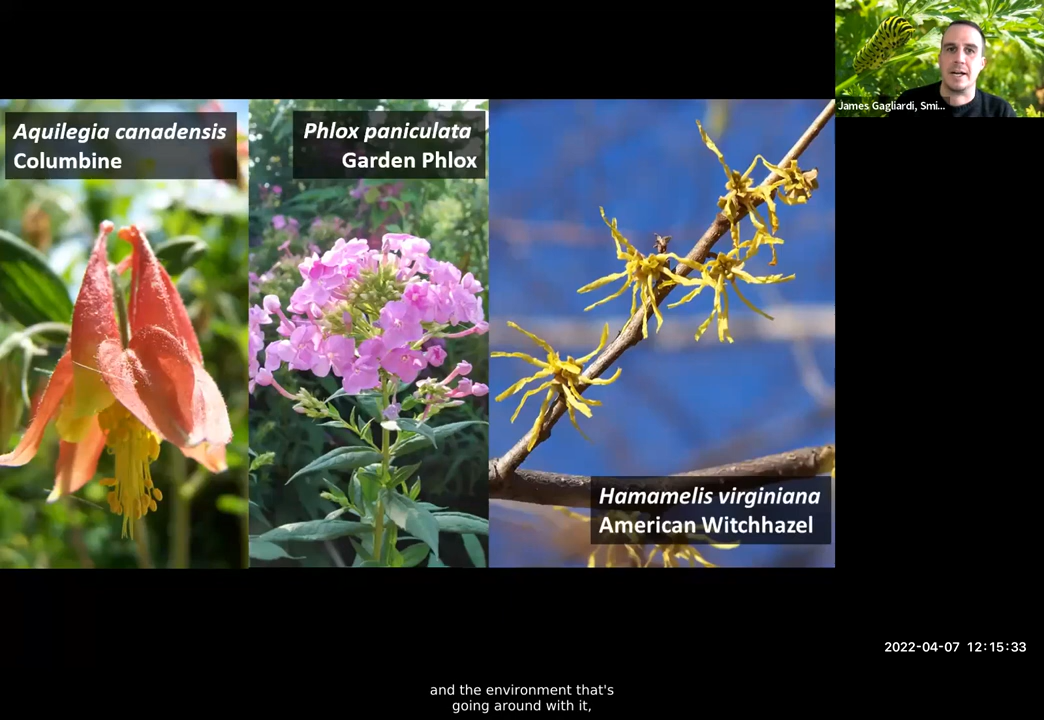 James Gagliardi, Smi...
Aquilegia canadensis
Columbine
Phlox paniculata
Garden Phlox
Hamamelis virginiana
American Witchhazel
2022-04-07 12:15:33
and the environment that's
going around with it,